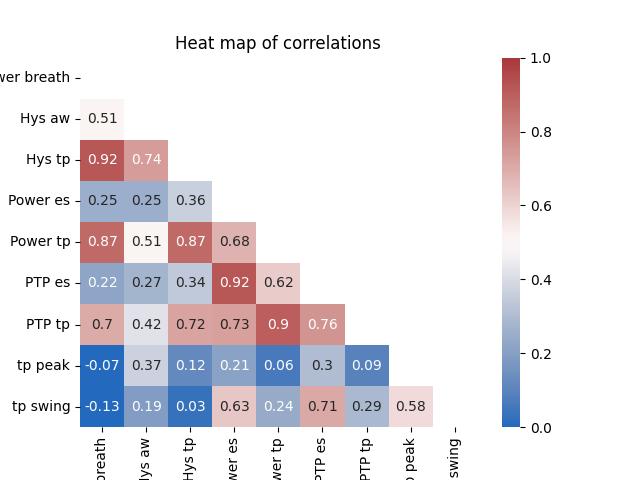 Heat map of correlations
wer breath
Hys aw 0.51
Hys tp 0.92 0.74
Power es 0.25 0.25 0.36
Power tp 0.87 0.51 0.87 0.68
PTP es 0.22 0.27 0.34 0.92 0.62
PTP tp 0.7 0.42 0.72 0.73 0.9 0.76
tp peak -0.07 0.37 0.12 0.21 0.06 0.3 0.09
tp swing -0.13 0.19 0.03 0.63 0.24 0.71 0.29 0.58
breath
Hys aw
Hys tp
wer es
wer tp
PTP es
PTP tp
peak
swing
1.0
0.8
0.6
0.4
0.2
0.0